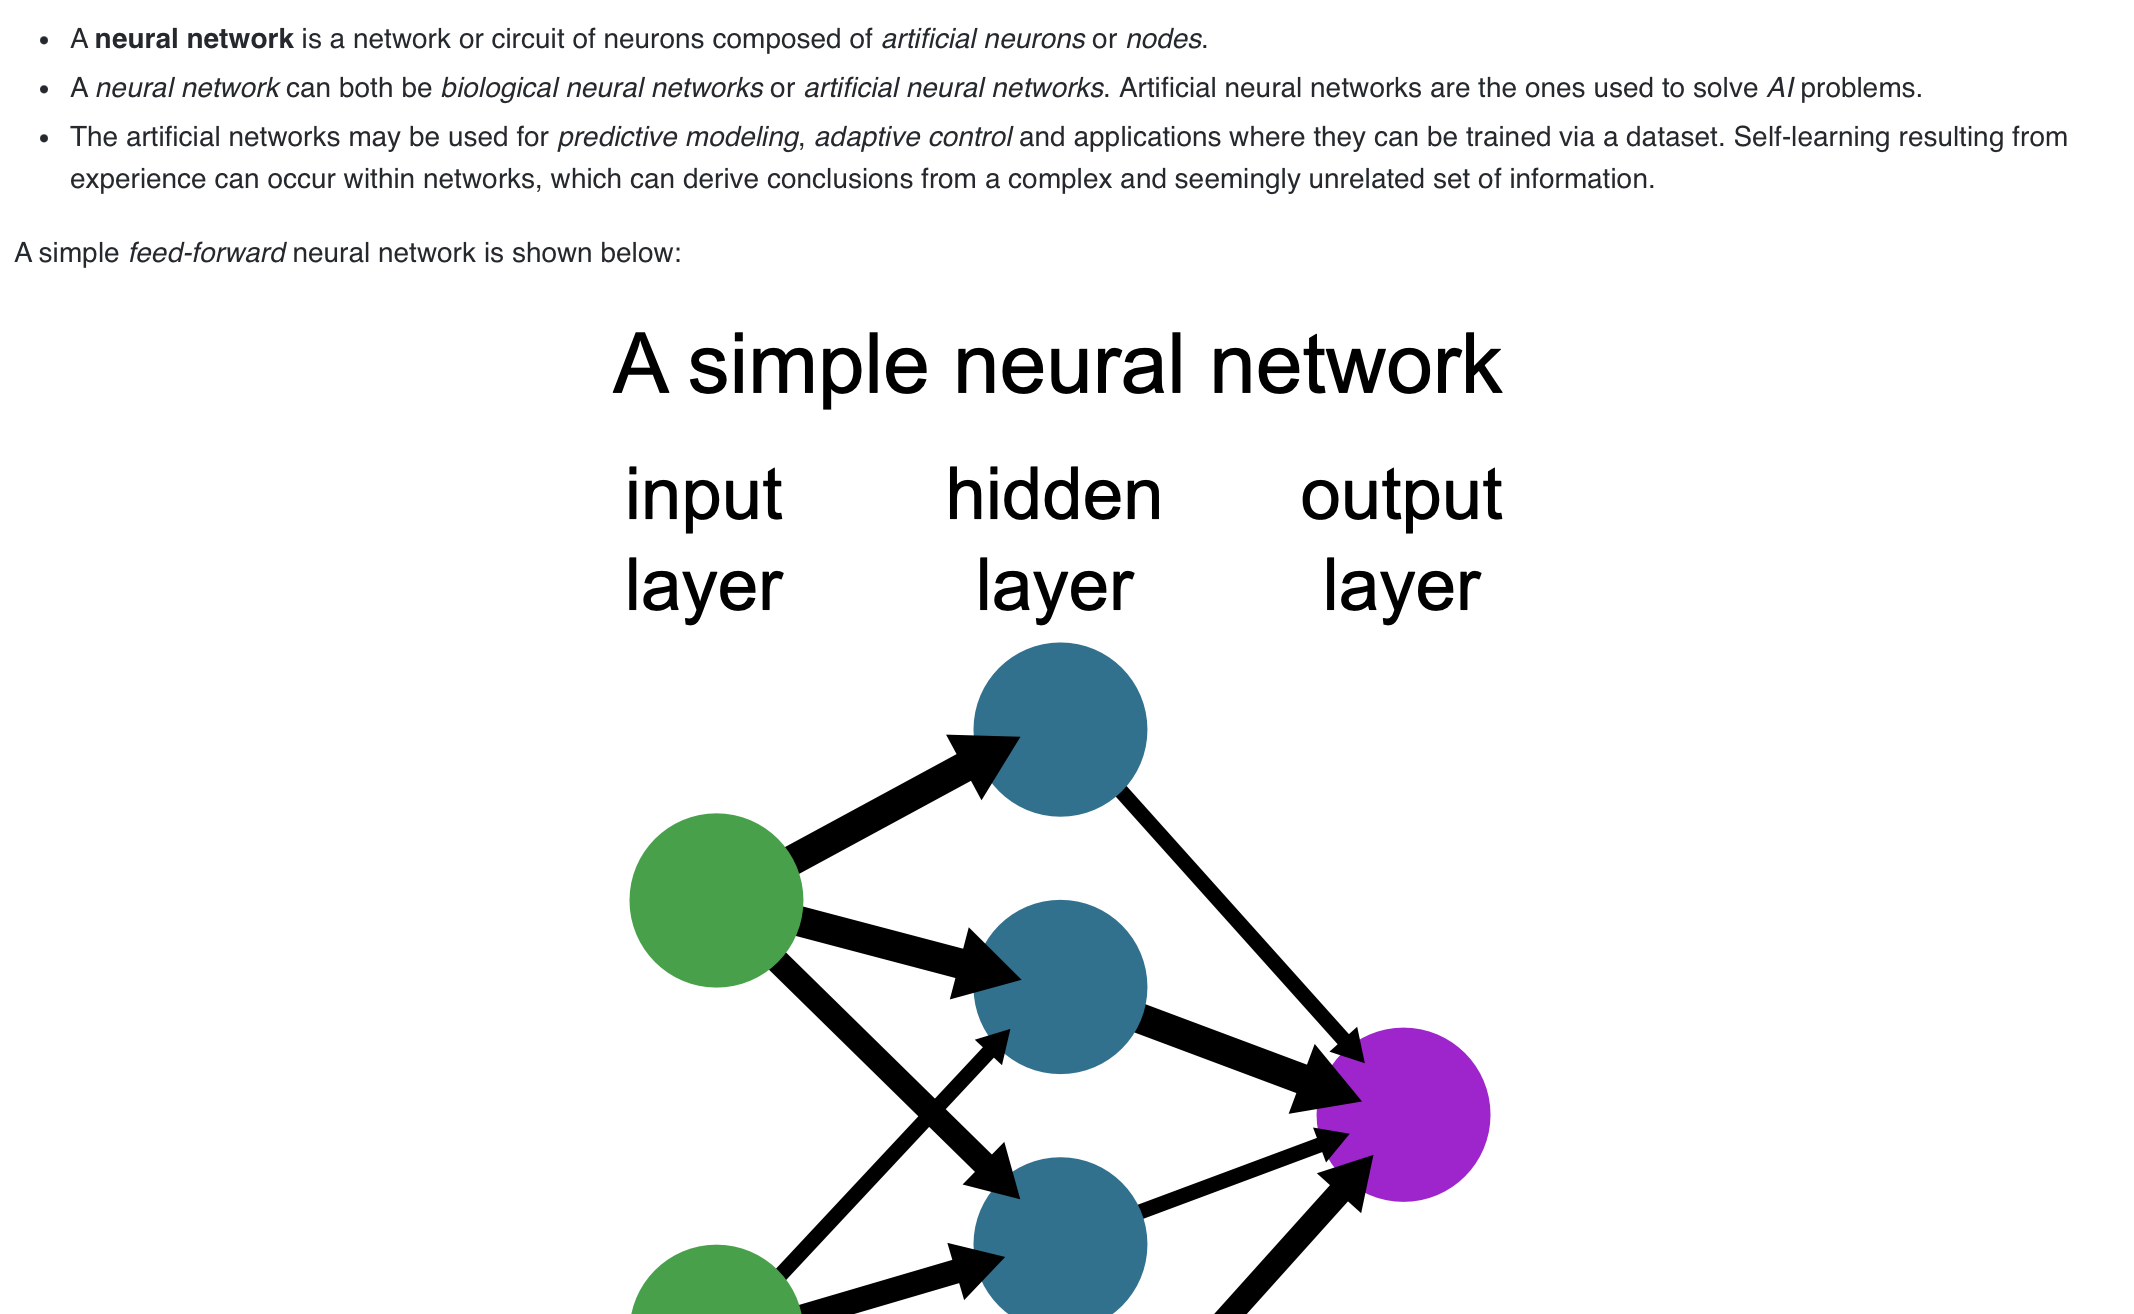 A neural network is a network or circuit of neurons composed of artificial neurons or nodes.
A neural network can both be biological neural networks or artificial neural networks. Artificial neural networks are the ones used to solve AI problems.
The artificial networks may be used for predictive modeling, adaptive control and applications where they can be trained via a dataset. Self-learning resulting from
experience can occur within networks, which can derive conclusions from a complex and seemingly unrelated set of information.
A simple feed-forward neural network is shown below:
A simple neural network
input hidden output
layer layer layer